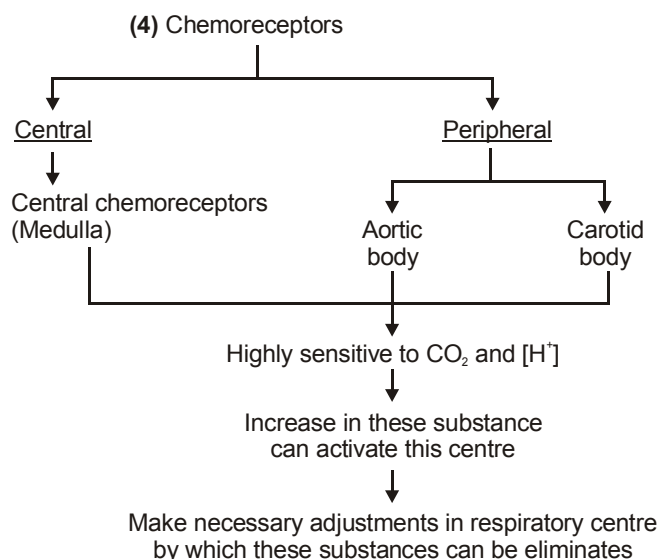 (4) Chemoreceptors
Central
Peripheral
Central chemoreceptors
(Medulla)
Aortic
body
Carotid
body
Highly sensitive to CO₂ and [H⁺]
Increase in these substance
can activate this centre
Make necessary adjustments in respiratory centre
by which these substances can be eliminates